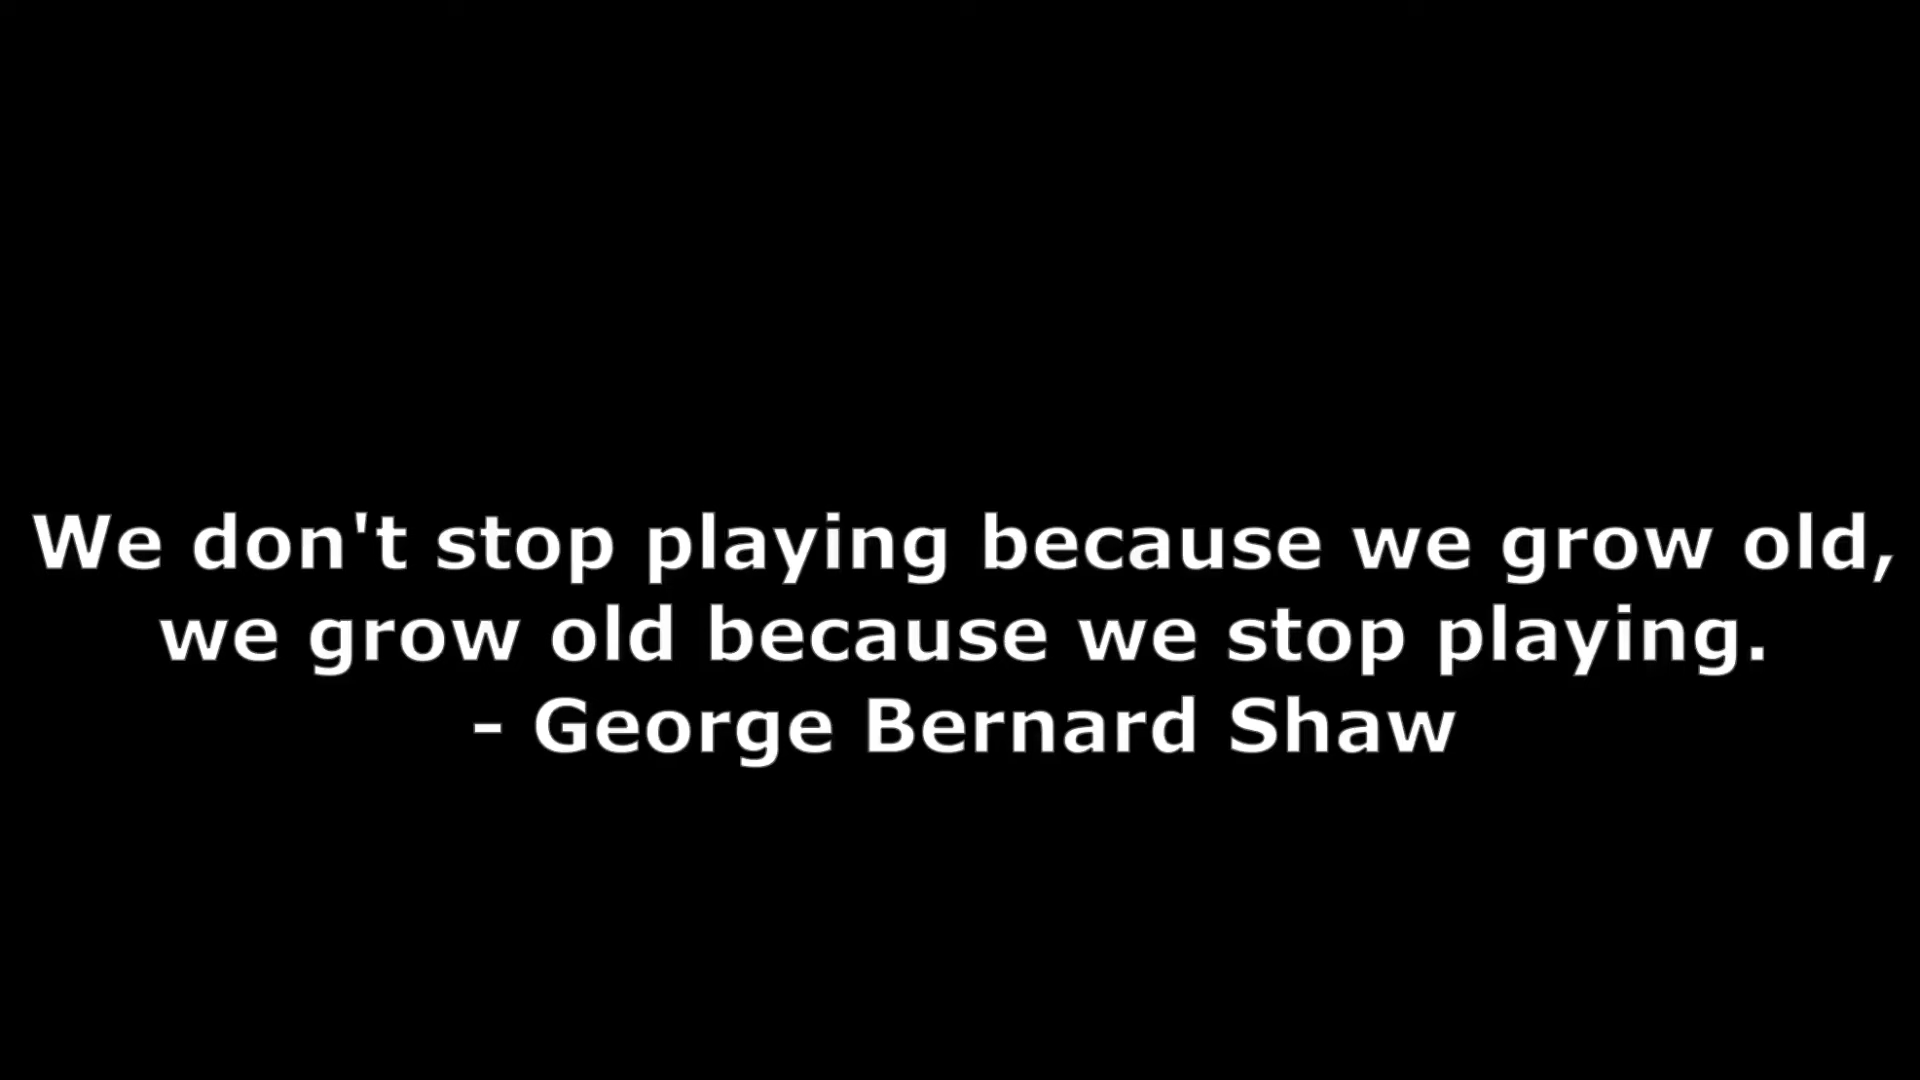 We don't stop playing because we grow old,
we grow old because we stop playing.
- George Bernard Shaw